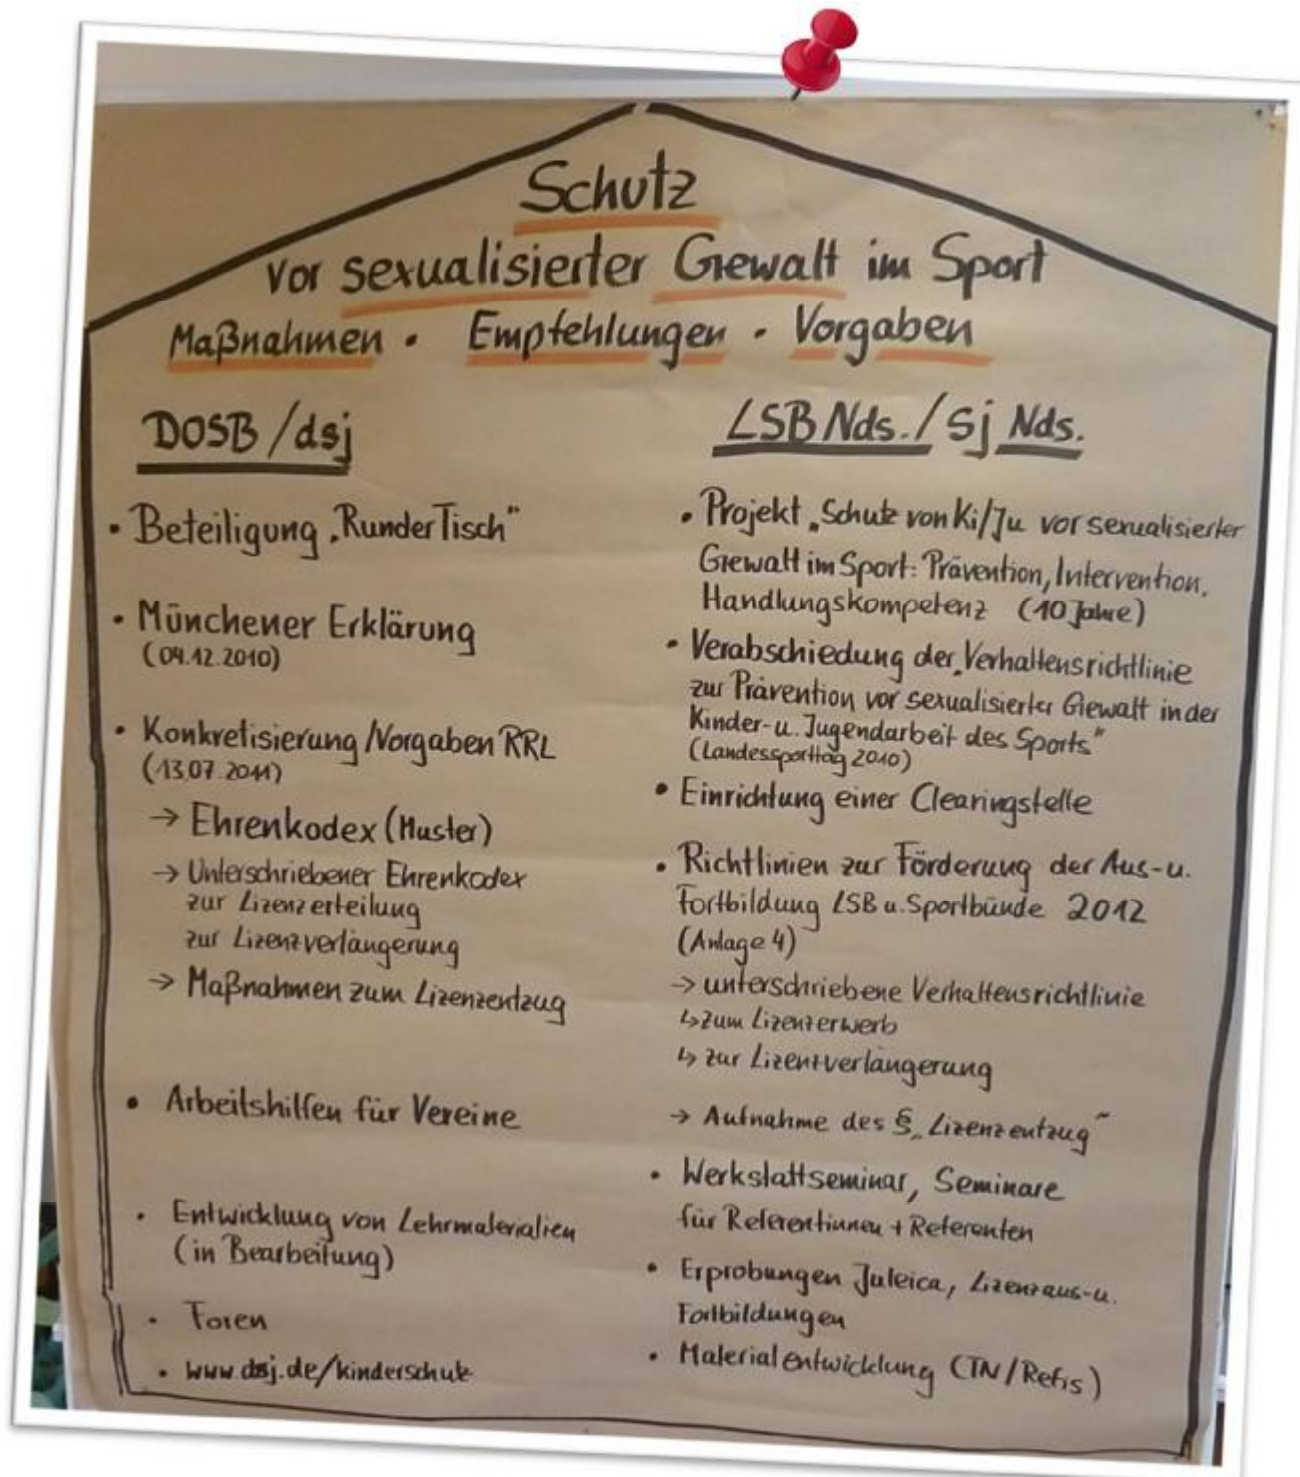 Schutz
vor sexualisierter Gewalt im Sport
Maßnahmen · Empfehlungen · Vorgaben
DOSB/dsj
· Beteiligung „Runder Tisch"
· Münchener Erklärung
(04.12.2010)
· Konkretisierung/Vorgaben RRL
(13.07.2011)
→ Ehrenkodex (Muster)
→ Unterschriebener Ehrenkodex
zur Lizenzerteilung
zur Lizenzverlängerung
→ Maßnahmen zum Lizenzentzug
· Arbeitshilfen für Vereine
· Entwicklung von Lehrmaterialien
(in Bearbeitung)
· Foren
· www.dsj.de/kinderschutz
LSB Nds./Sj Nds.
· Projekt „Schutz von Ki/Ju vor sexualisierter
Gewalt im Sport: Prävention, Intervention,
Handlungskompetenz (10 Jahre)
· Verabschiedung der „Verhaltensrichtlinie
zur Prävention vor sexualisierter Gewalt in der
Kinder- u. Jugendarbeit des Sports"
(Landessporttag 2010)
· Einrichtung einer Clearingstelle
· Richtlinien zur Förderung der Aus- u.
Fortbildung LSB u. Sportbünde 2012
(Anlage 4)
→ unterschriebene Verhaltensrichtlinie
↳ zum Lizenzerwerb
↳ zur Lizenzverlängerung
→ Aufnahme des § „Lizenzentzug"
· Werkstattseminar, Seminare
für Referentinnen + Referenten
· Erprobungen Juleica, Lizenzaus- u.
Fortbildungen
· Materialentwicklung (TN/Refis)